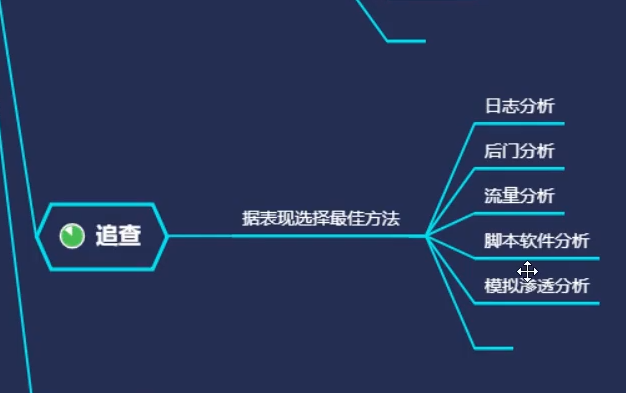 追查
据表现选择最佳方法
日志分析
后门分析
流量分析
脚本软件分析
模拟渗透分析